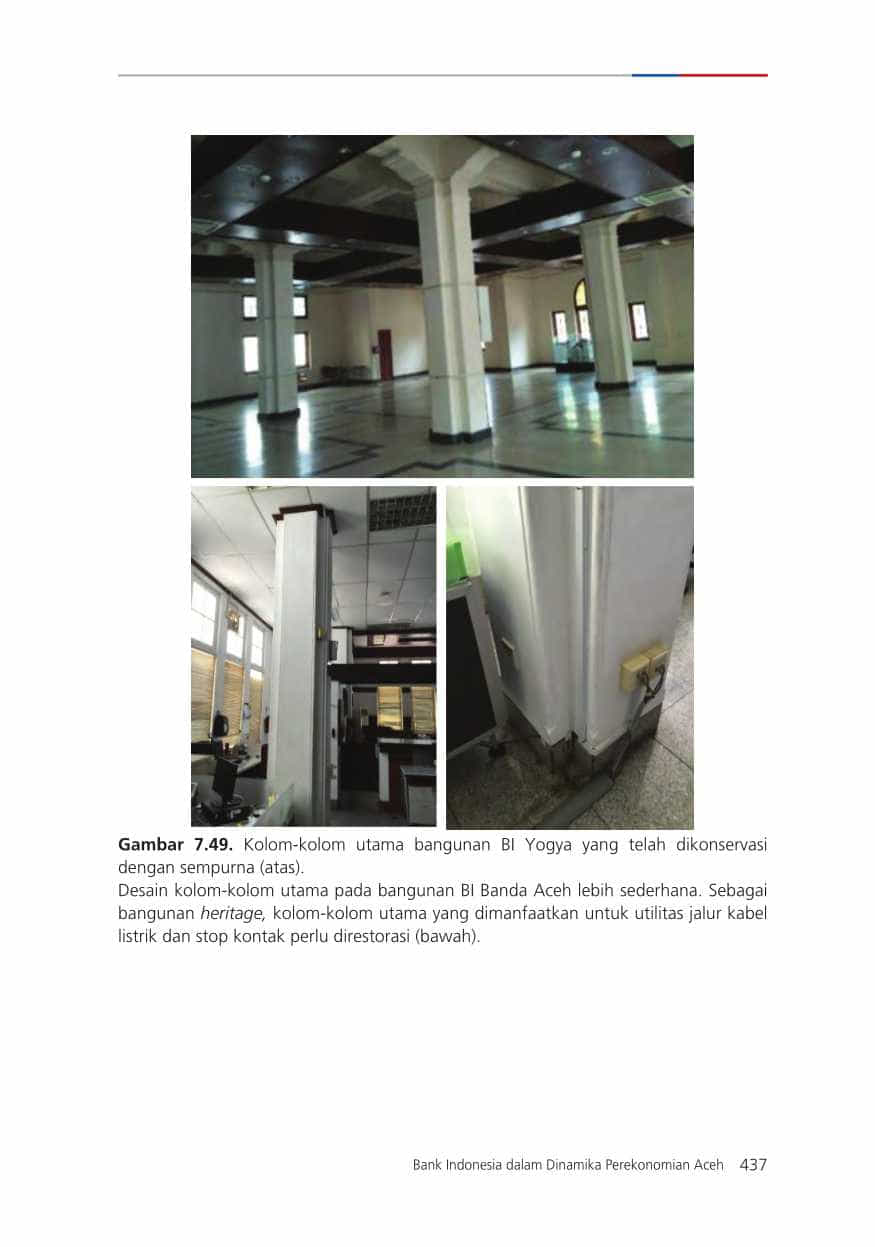 Gambar 7.49. Kolom-kolom utama bangunan BI Yogya yang telah dikonservasi
dengan sempurna (atas).
Desain kolom-kolom utama pada bangunan BI Banda Aceh lebih sederhana. Sebagai
bangunan heritage, kolom-kolom utama yang dimanfaatkan untuk utilitas jalur kabel
listrik dan stop kontak perlu direstorasi (bawah).
Bank Indonesia dalam Dinamika Perekonomian Aceh 437